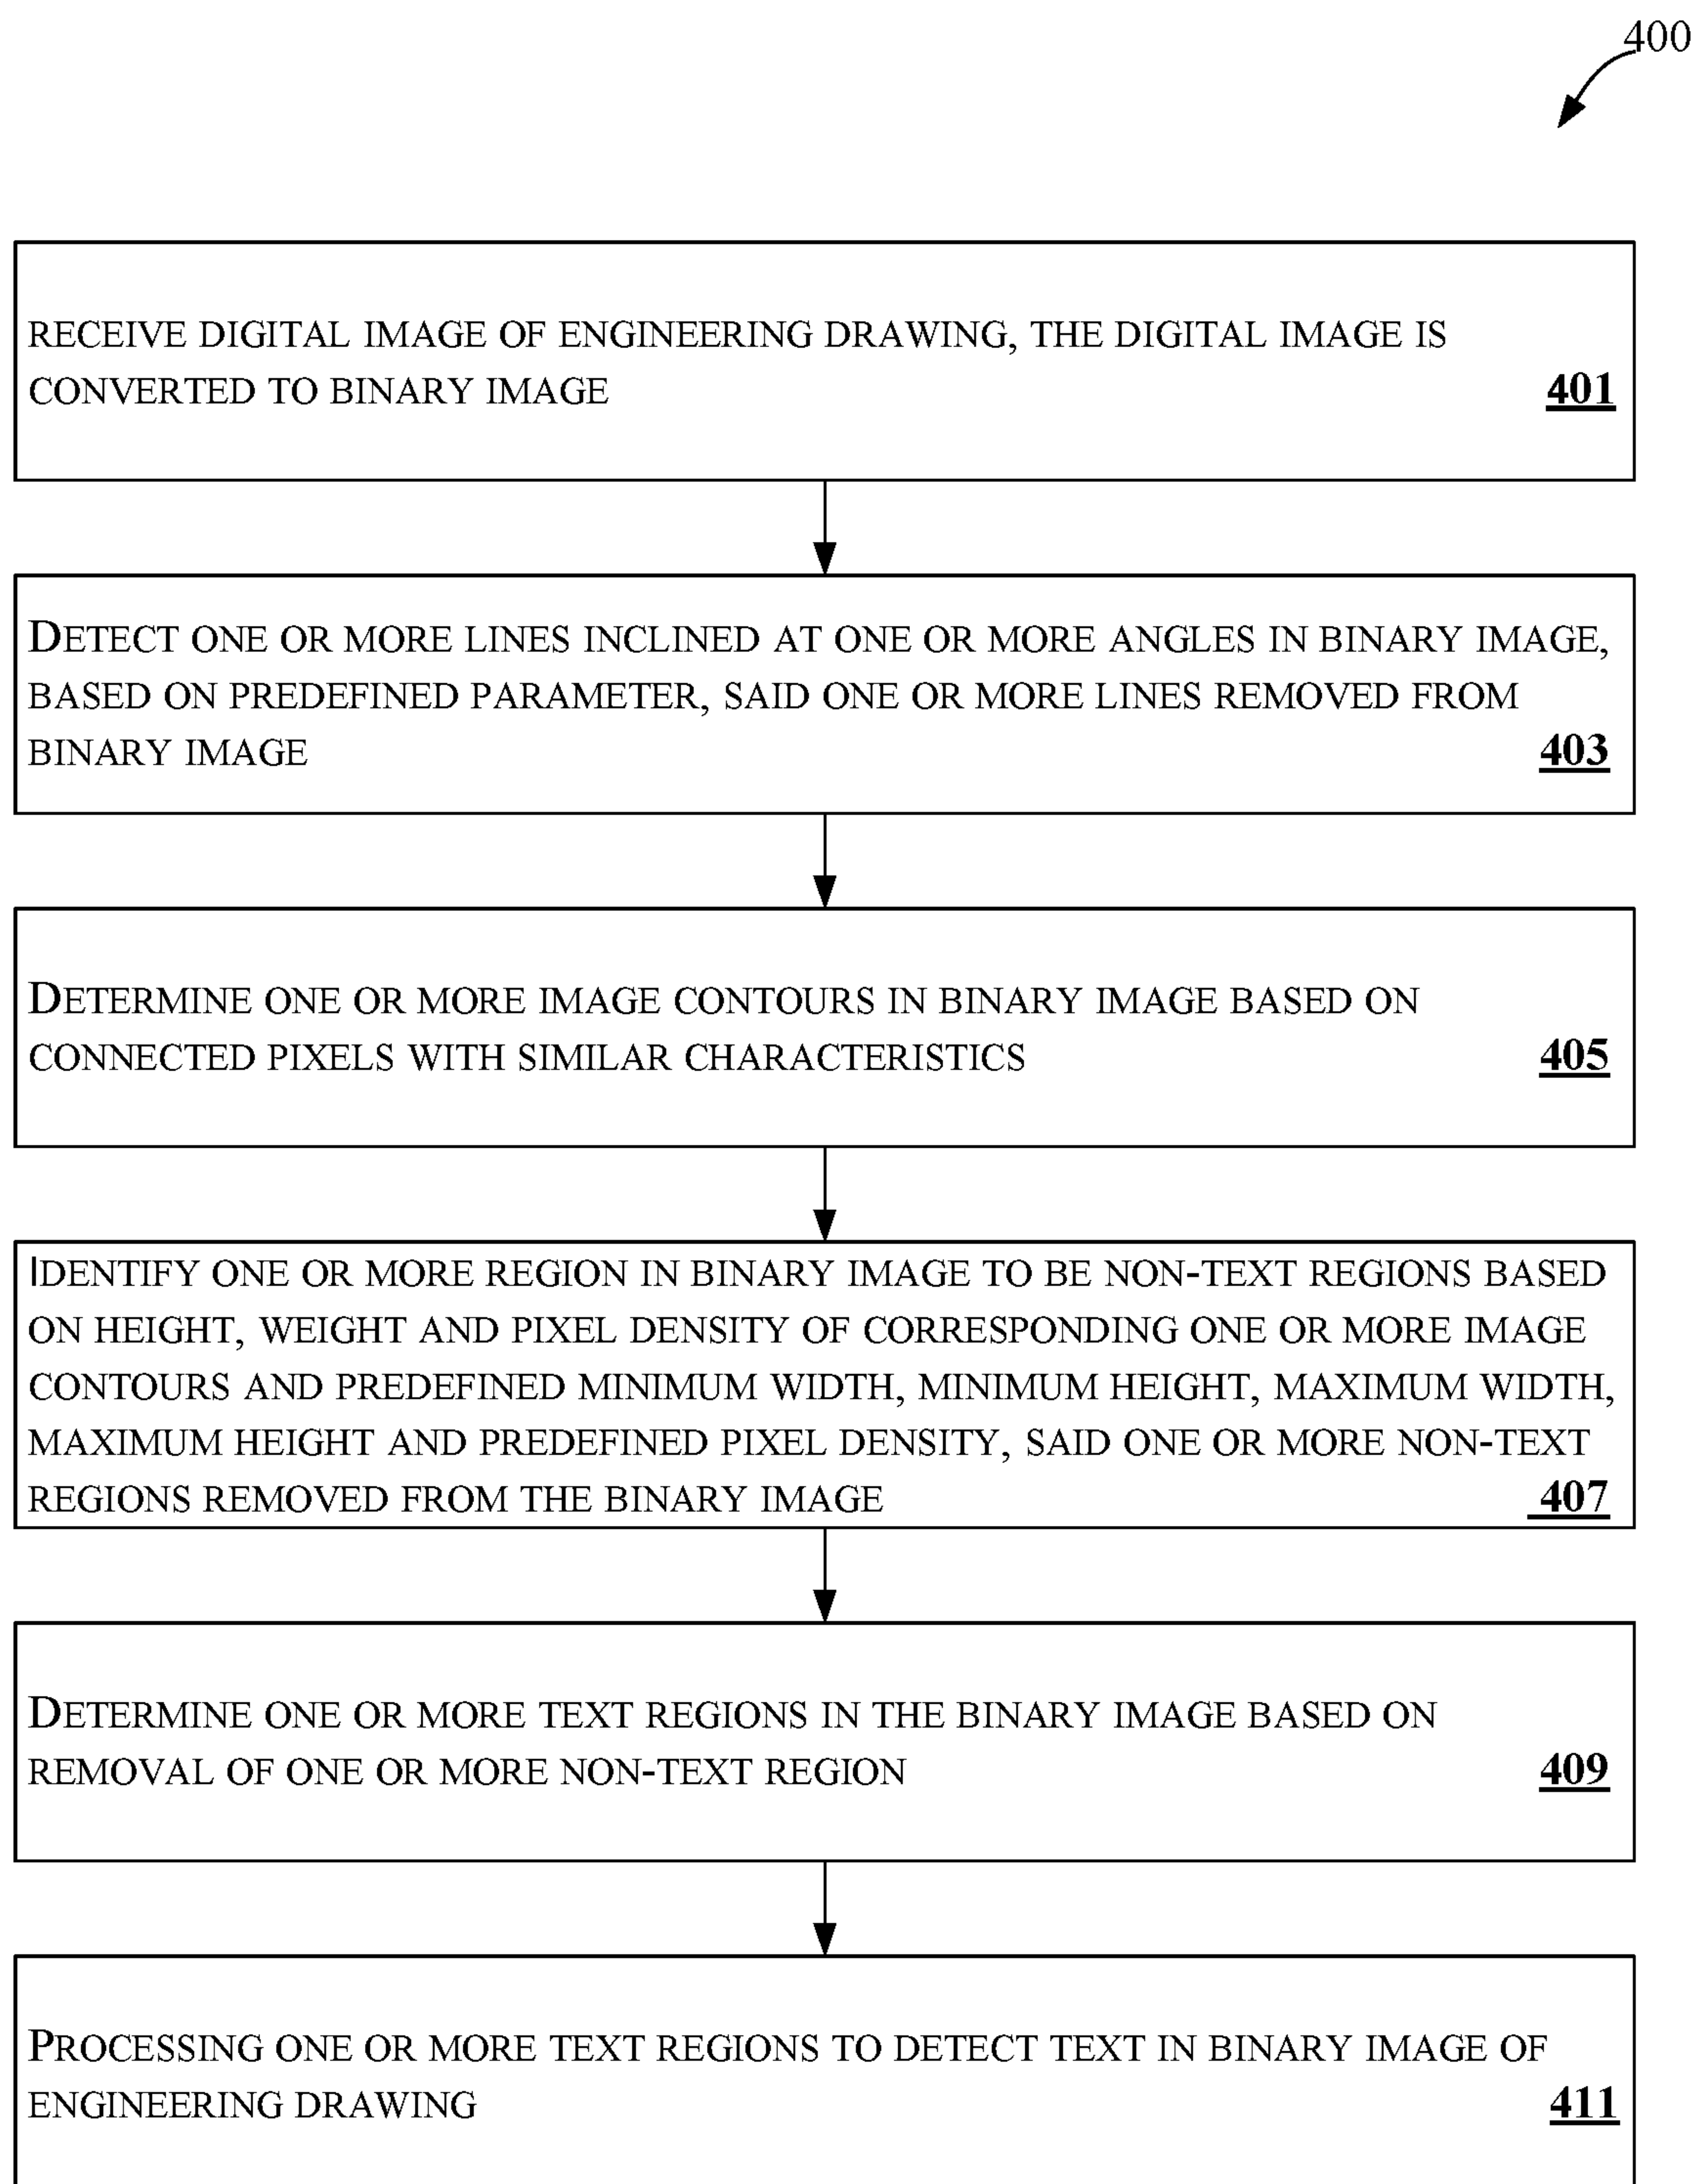 400
RECEIVE DIGITAL IMAGE OF ENGINEERING DRAWING, THE DIGITAL IMAGE IS
CONVERTED TO BINARY IMAGE 401
DETECT ONE OR MORE LINES INCLINED AT ONE OR MORE ANGLES IN BINARY IMAGE,
BASED ON PREDEFINED PARAMETER, SAID ONE OR MORE LINES REMOVED FROM
BINARY IMAGE 403
DETERMINE ONE OR MORE IMAGE CONTOURS IN BINARY IMAGE BASED ON
CONNECTED PIXELS WITH SIMILAR CHARACTERISTICS 405
IDENTIFY ONE OR MORE REGION IN BINARY IMAGE TO BE NON-TEXT REGIONS BASED
ON HEIGHT, WEIGHT AND PIXEL DENSITY OF CORRESPONDING ONE OR MORE IMAGE
CONTOURS AND PREDEFINED MINIMUM WIDTH, MINIMUM HEIGHT, MAXIMUM WIDTH,
MAXIMUM HEIGHT AND PREDEFINED PIXEL DENSITY, SAID ONE OR MORE NON-TEXT
REGIONS REMOVED FROM THE BINARY IMAGE 407
DETERMINE ONE OR MORE TEXT REGIONS IN THE BINARY IMAGE BASED ON
REMOVAL OF ONE OR MORE NON-TEXT REGION 409
PROCESSING ONE OR MORE TEXT REGIONS TO DETECT TEXT IN BINARY IMAGE OF
ENGINEERING DRAWING 411